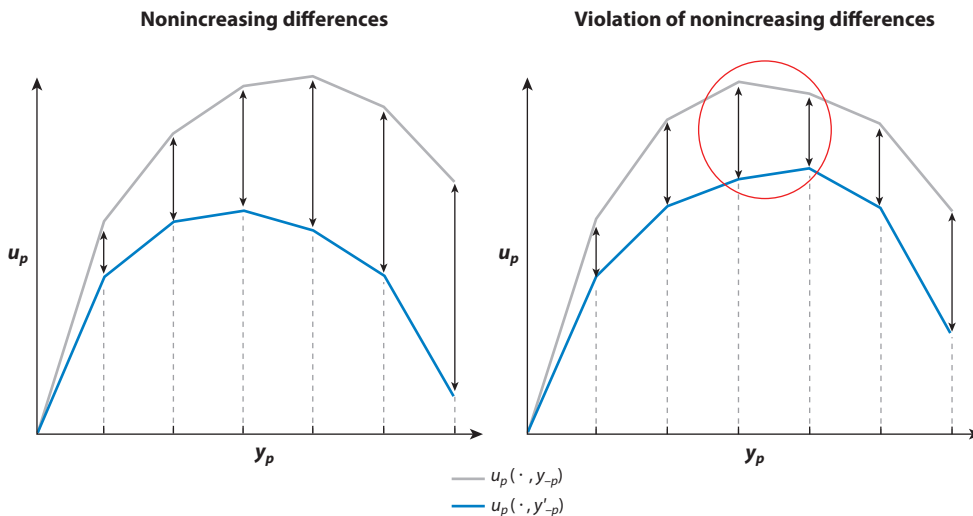 Nonincreasing differences
Violation of nonincreasing differences
u_p
y_p
u_p
y_p
u_p( · , y_{–p})
u_p( · , y'_{–p})